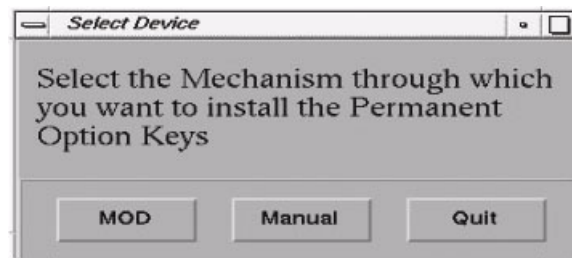 Select Device
Select the Mechanism through which
you want to install the Permanent
Option Keys
MOD Manual Quit